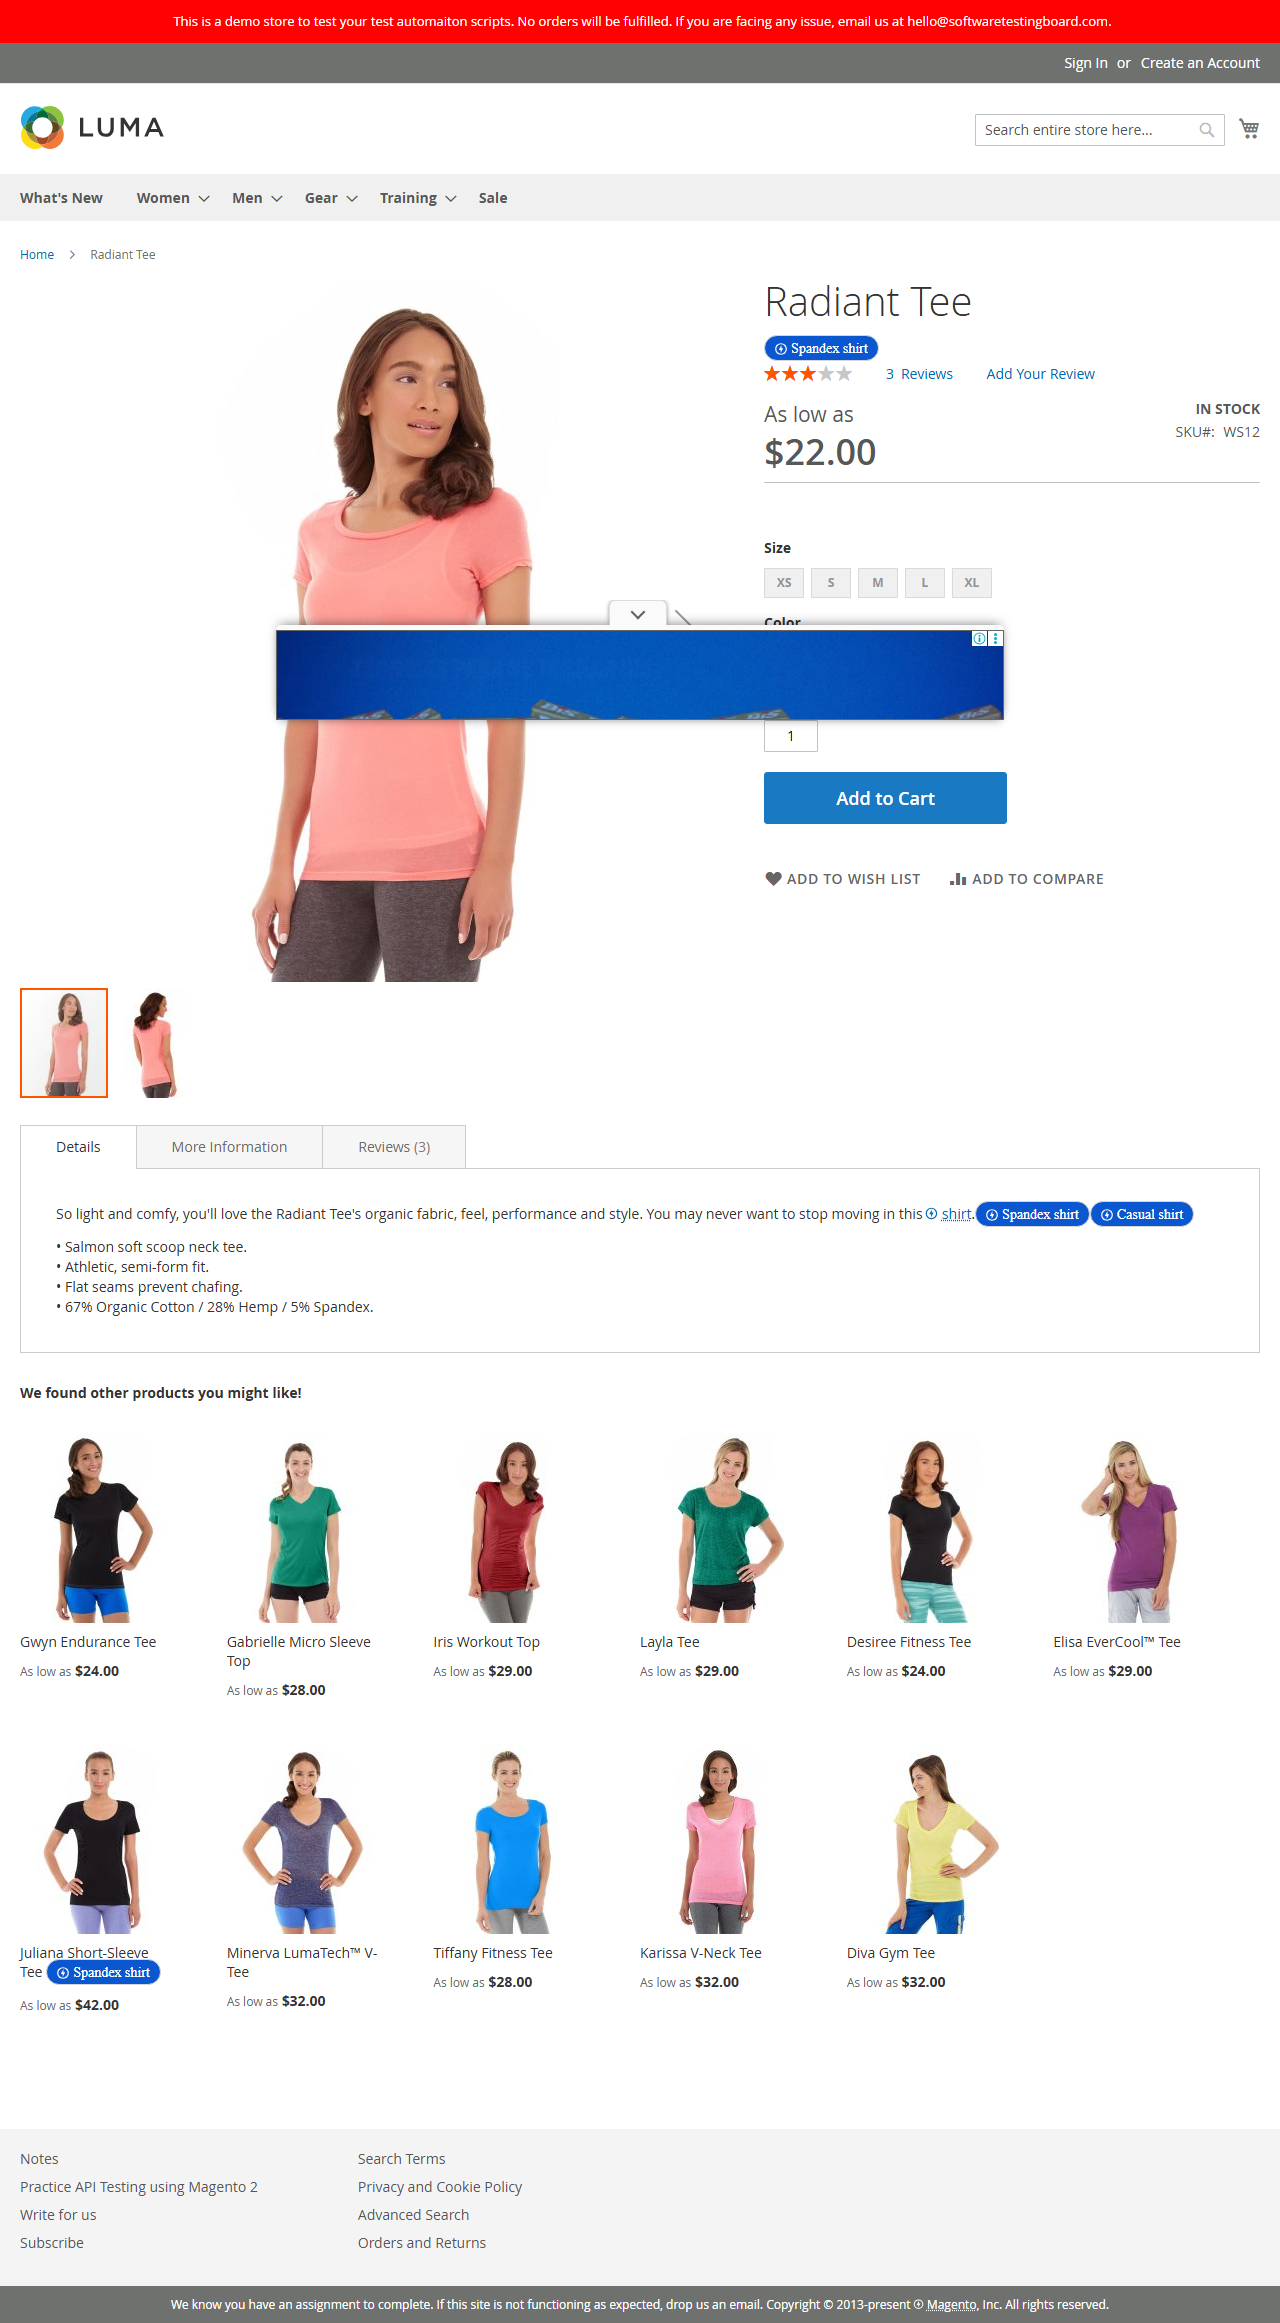 This is a demo store to test your test automaiton scripts. No orders will be fulfilled. If you are facing any issue, email us at hello@softwaretestingboard.com.
Sign In or Create an Account
LUMA
Search entire store here...
What's New Women Men Gear Training Sale
Home Radiant Tee
Radiant Tee
Spandex shirt
3 Reviews Add Your Review
As low as
$22.00
IN STOCK
SKU#: WS12
Size
XS S M L XL
Color
1
Add to Cart
ADD TO WISH LIST ADD TO COMPARE
Details More Information Reviews (3)
So light and comfy, you'll love the Radiant Tee's organic fabric, feel, performance and style. You may never want to stop moving in this shirt. Spandex shirt Casual shirt
• Salmon soft scoop neck tee.
• Athletic, semi-form fit.
• Flat seams prevent chafing.
• 67% Organic Cotton / 28% Hemp / 5% Spandex.
We found other products you might like!
Gwyn Endurance Tee
As low as $24.00
Gabrielle Micro Sleeve
Top
As low as $28.00
Iris Workout Top
As low as $29.00
Layla Tee
As low as $29.00
Desiree Fitness Tee
As low as $24.00
Elisa EverCool™ Tee
As low as $29.00
Juliana Short-Sleeve
Tee Spandex shirt
As low as $42.00
Minerva LumaTech™ V-
Tee
As low as $32.00
Tiffany Fitness Tee
As low as $28.00
Karissa V-Neck Tee
As low as $32.00
Diva Gym Tee
As low as $32.00
Notes
Practice API Testing using Magento 2
Write for us
Subscribe
Search Terms
Privacy and Cookie Policy
Advanced Search
Orders and Returns
We know you have an assignment to complete. If this site is not functioning as expected, drop us an email. Copyright © 2013-present Magento, Inc. All rights reserved.